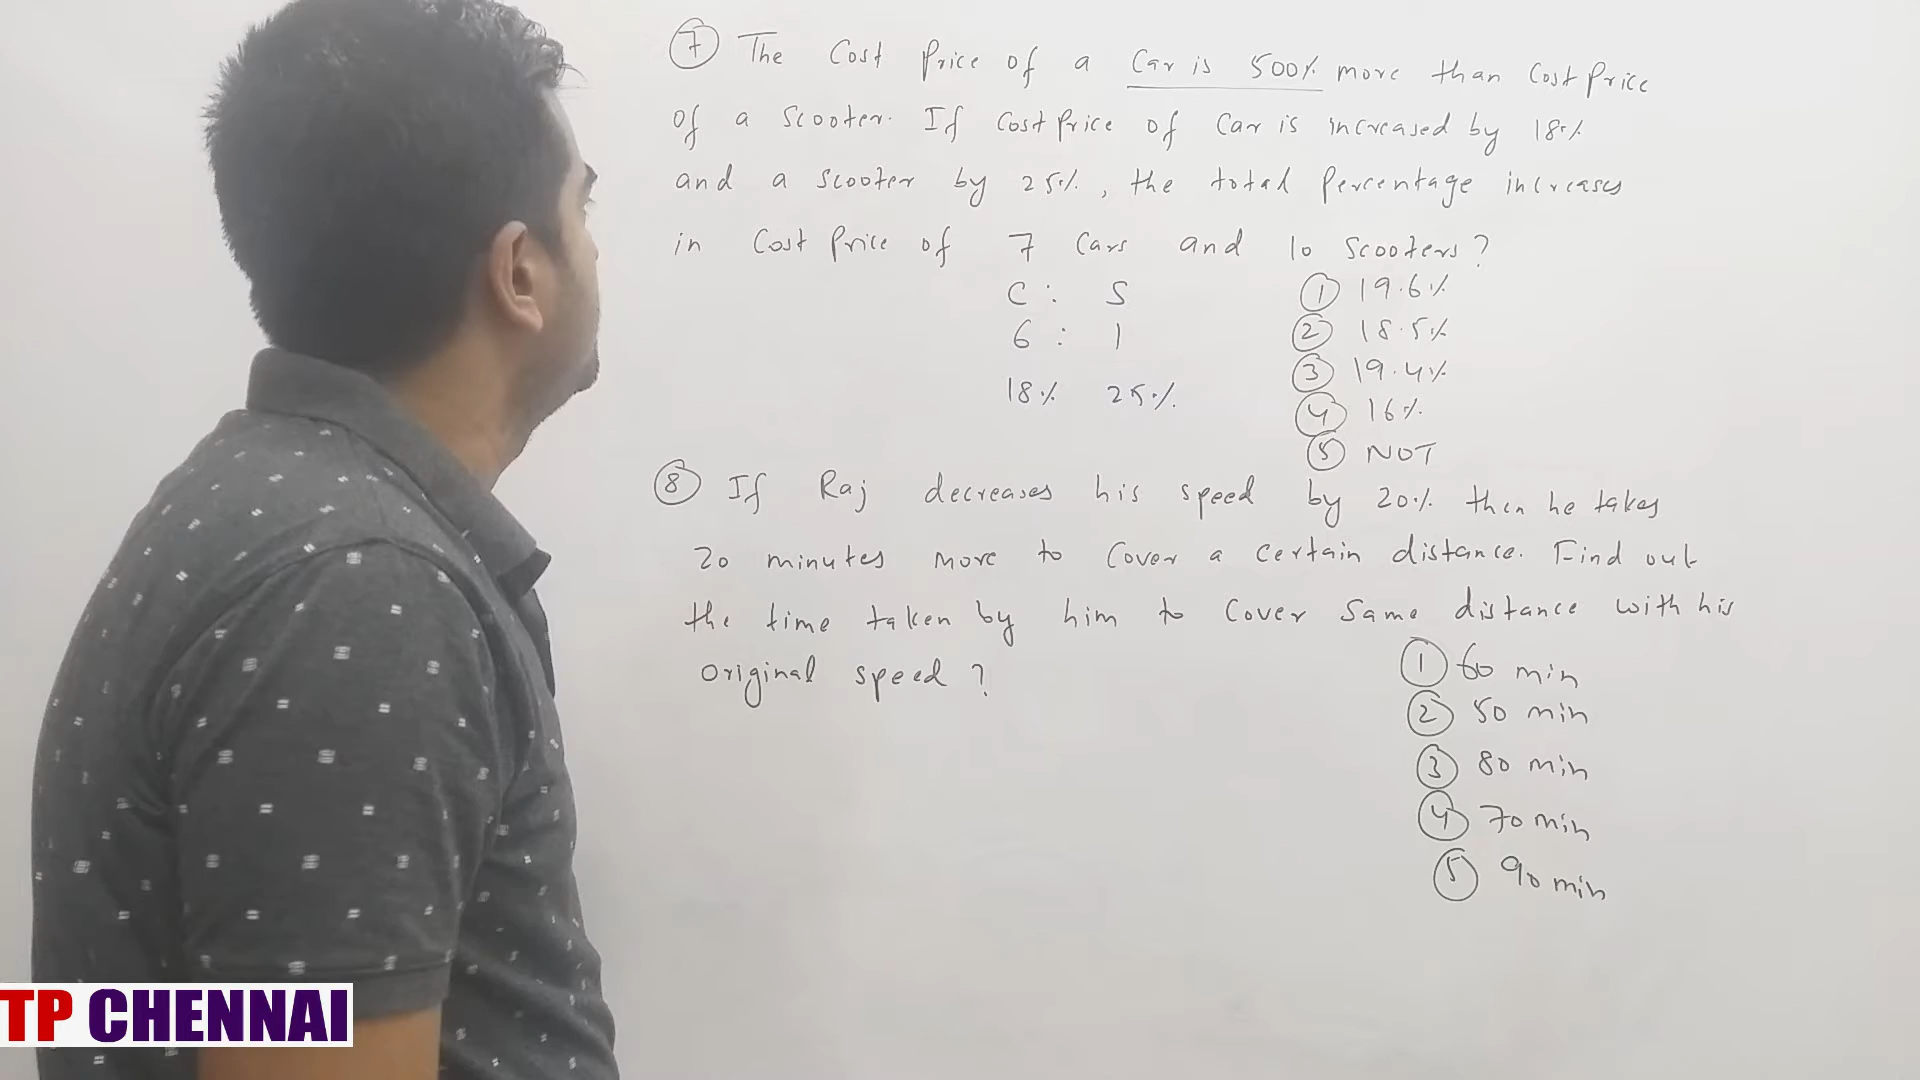 7 The Cost Price of a Car is 500% more than Cost Price
of a Scooter. If Cost Price of Car is increased by 18%
and a scooter by 25%, the total Percentage increases
in Cost Price of 7 Cars and 10 Scooters?
C : S
6 : 1
18% 25%
1 19.6%
2 18.5%
3 19.4%
4 16%
5 NOT
8 If Raj decreases his speed by 20% then he takes
20 minutes more to Cover a certain distance. Find out
the time taken by him to Cover Same distance with his
original speed?
1 60 min
2 50 min
3 80 min
4 70 min
5 90 min
TP CHENNAI